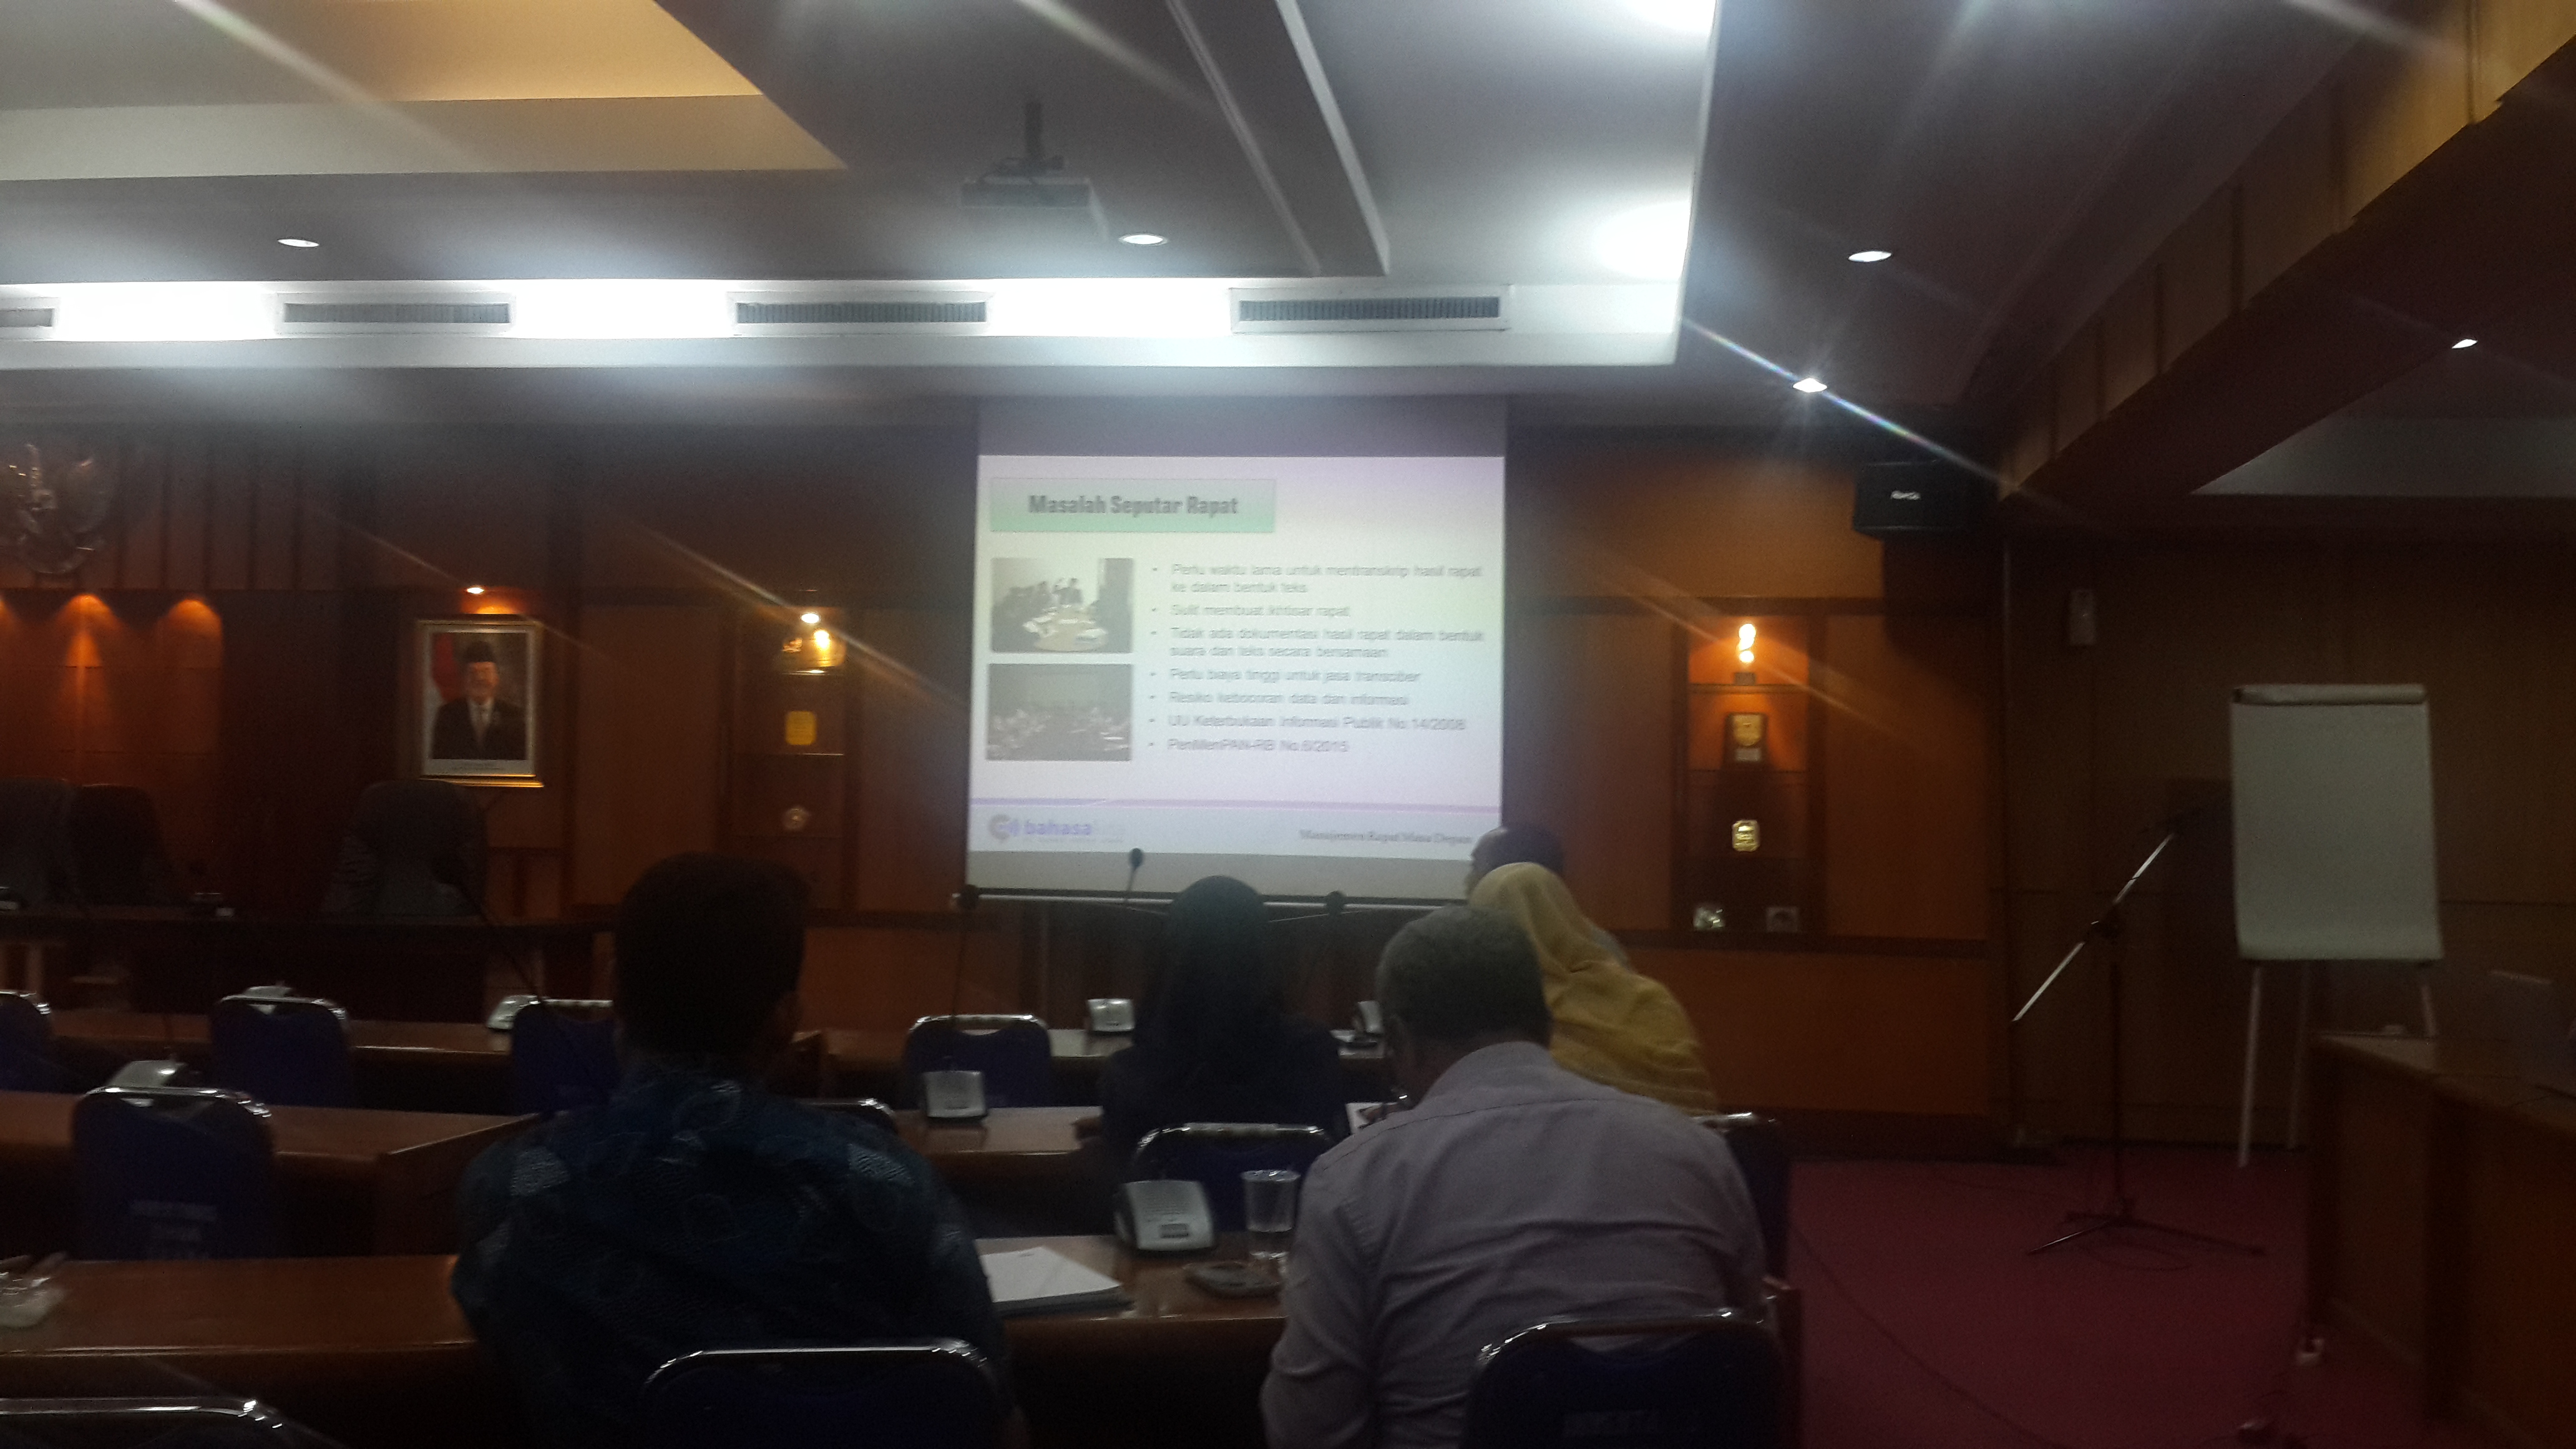 Masalah Seputar Rapat
• Perlu waktu lama untuk mentranskrip hasil rapat
ke dalam bentuk teks
• Sulit membuat ikhtisar rapat
• Tidak ada dokumentasi hasil rapat dalam bentuk
suara dan teks secara bersamaan
• Perlu biaya tinggi untuk jasa transciber
• Resiko kebocoran data dan informasi
• UU Keterbukaan Informasi Publik No.14/2008
• PerMenPAN-RB No.6/2015
bahasa
Manajemen Rapat Masa Depan